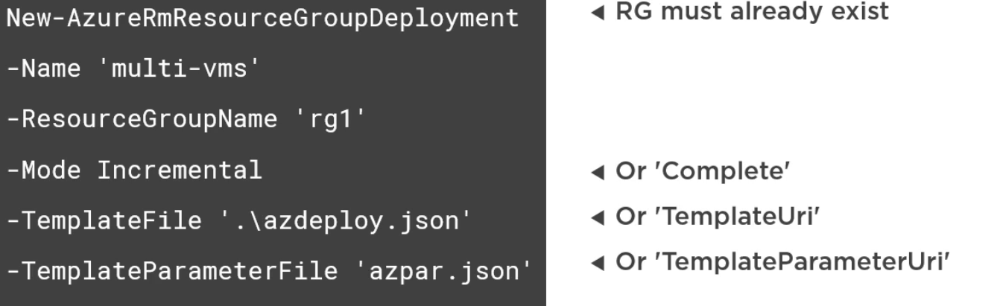 New-AzureRmResourceGroupDeployment ◄ RG must already exist
-Name 'multi-vms'
-ResourceGroupName 'rg1'
-Mode Incremental ◄ Or 'Complete'
-TemplateFile '.\azdeploy.json' ◄ Or 'TemplateUri'
-TemplateParameterFile 'azpar.json' ◄ Or 'TemplateParameterUri'